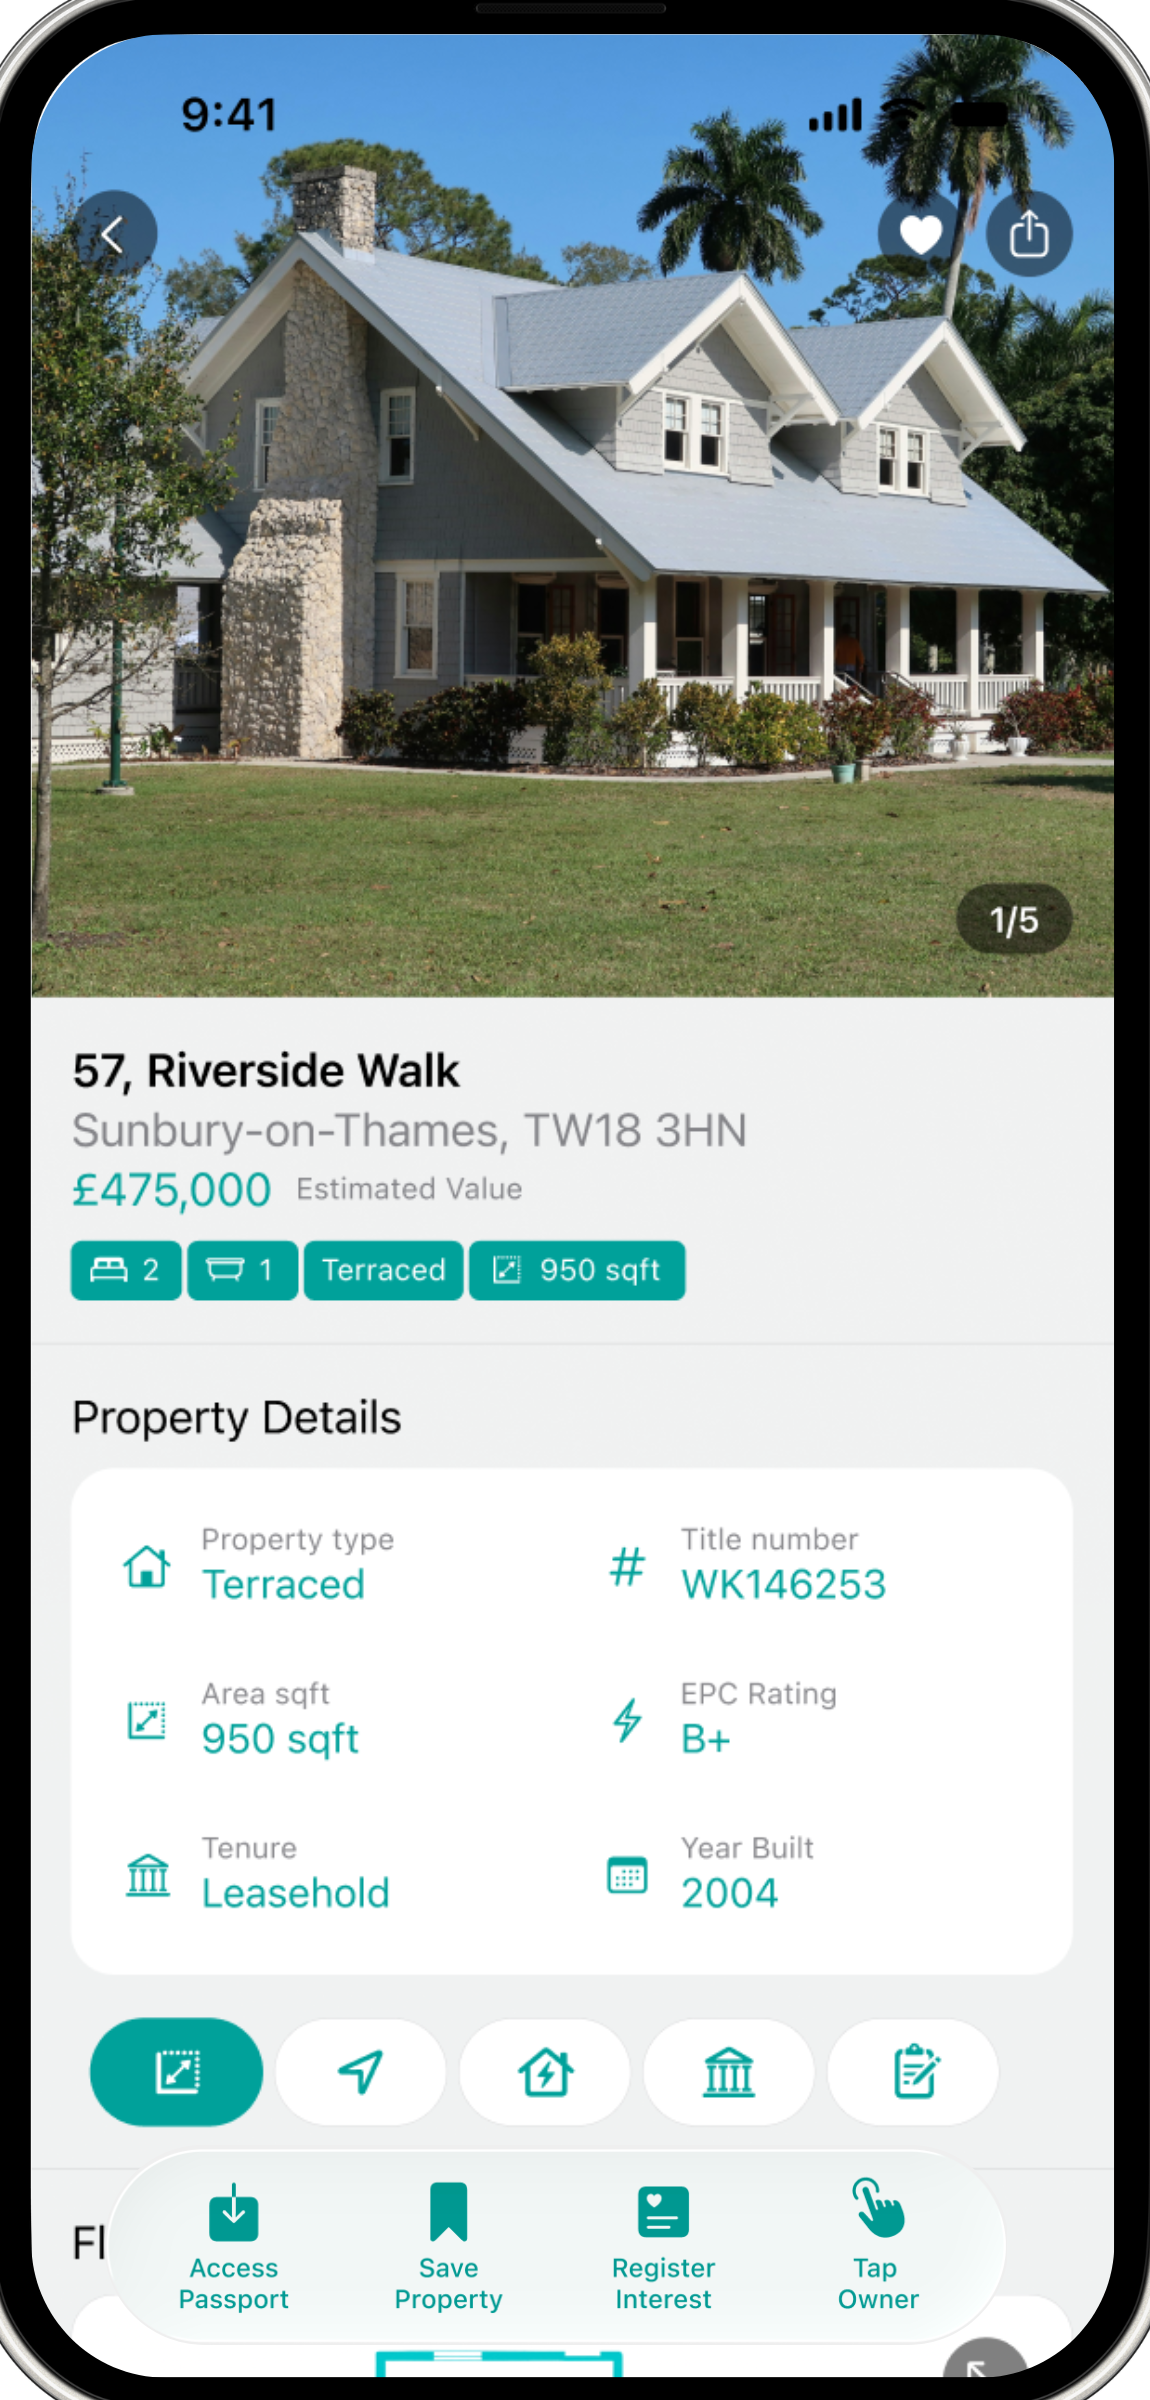 9:41
1/5
57, Riverside Walk
Sunbury-on-Thames, TW18 3HN
£475,000 Estimated Value
2 1 Terraced 950 sqft
Property Details
Property type Title number
Terraced WK146253
Area sqft EPC Rating
950 sqft B+
Tenure Year Built
Leasehold 2004
Fl
Access Save Register Tap
Passport Property Interest Owner